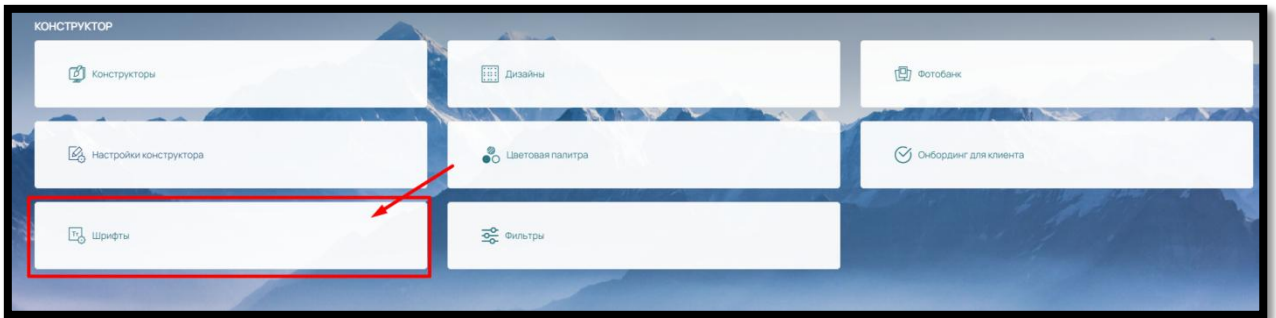 КОНСТРУКТОР
Конструкторы
Дизайны
Фотобанк
Настройки конструктора
Цветовая палитра
Онбординг для клиента
Шрифты
Фильтры